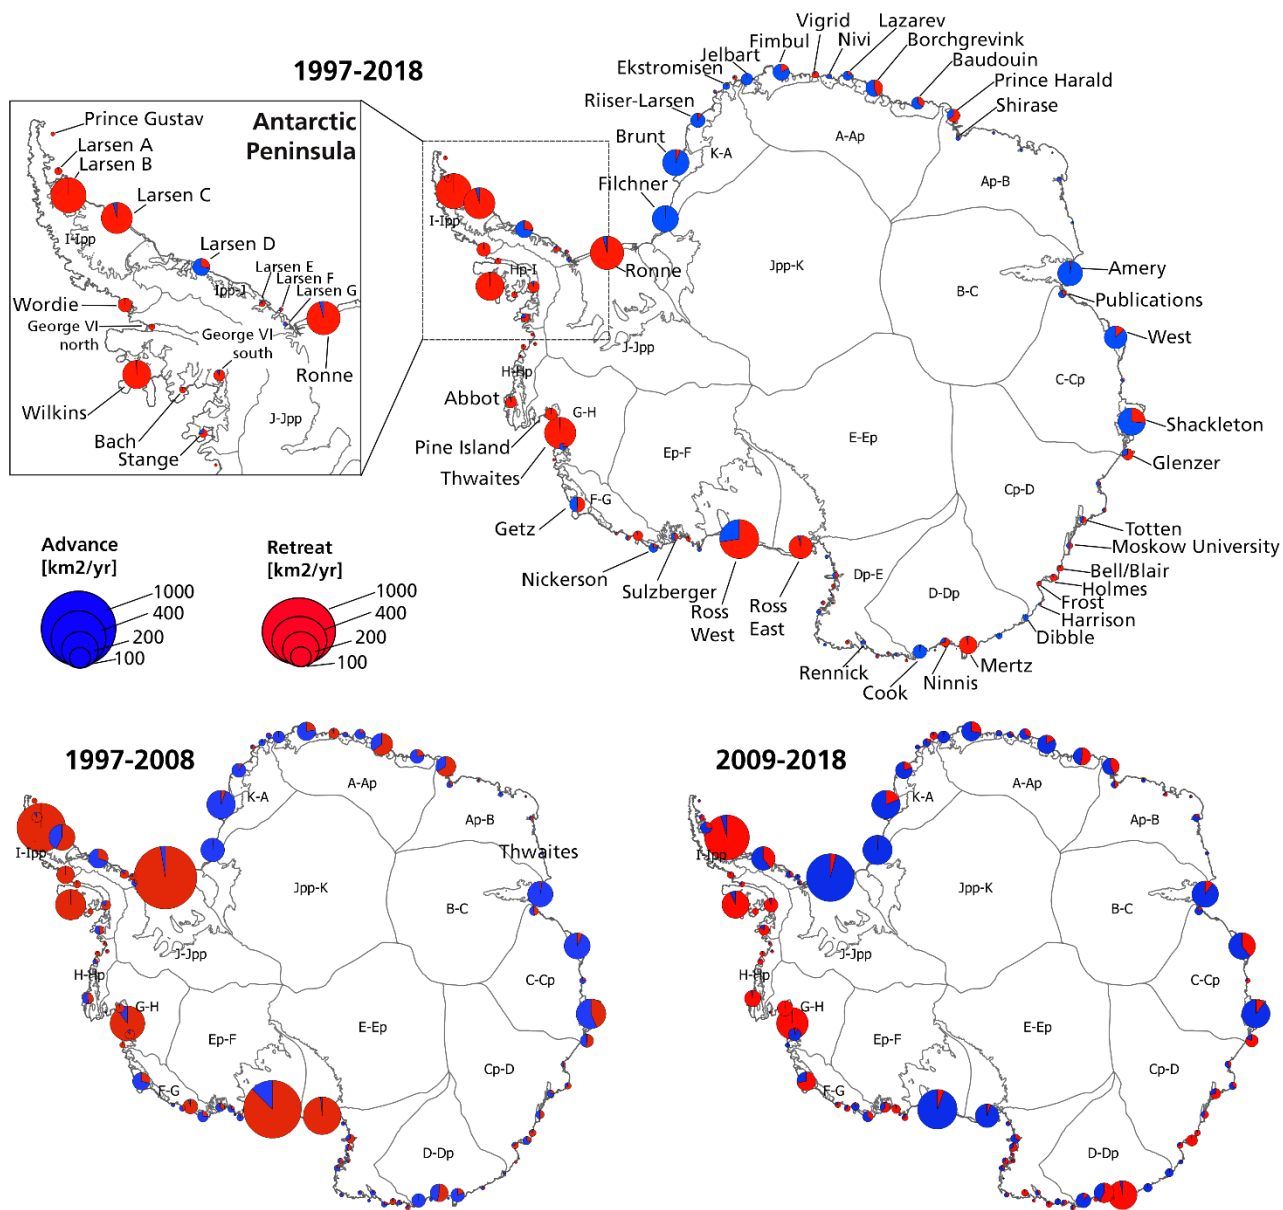 1997-2018
Antarctic
Peninsula
Prince Gustav
Larsen A
Larsen B
Larsen C
I-Ipp
Larsen D
Larsen E
Ipp-J
Larsen F
Larsen G
Wordie
George VI
north
George VI
south
Ronne
Wilkins
Bach
Stange
J-Jpp
Vigrid
Lazarev
Fimbul
Nivi
Borchgrevink
Jelbart
Baudouin
Ekstromisen
Prince Harald
Riiser-Larsen
Shirase
Brunt
K-A
A-Ap
Filchner
Ap-B
I-Ipp
Ronne
Hp-I
Jpp-K
Amery
B-C
Publications
West
J-Jpp
H-Hp
C-Cp
Abbot
G-H
Shackleton
Pine Island
E-Ep
Ep-F
Glenzer
Thwaites
Cp-D
F-G
Getz
Totten
Moskow University
Nickerson
Bell/Blair
Sulzberger
Holmes
Dp-E
D-Dp
Frost
Ross
West
Ross
East
Harrison
Dibble
Rennick
Mertz
Cook
Ninnis
Advance
[km2/yr]
1000
400
200
100
Retreat
[km2/yr]
1000
400
200
100
1997-2008
A-Ap
K-A
Ap-B
I-Ipp
Thwaites
Jpp-K
B-C
J-Jpp
H-Hp
C-Cp
G-H
E-Ep
Ep-F
Cp-D
F-G
D-Dp
2009-2018
A-Ap
K-A
Ap-B
I-Ipp
Jpp-K
B-C
J-Jpp
H-Hp
C-Cp
G-H
E-Ep
Ep-F
Cp-D
F-G
D-Dp